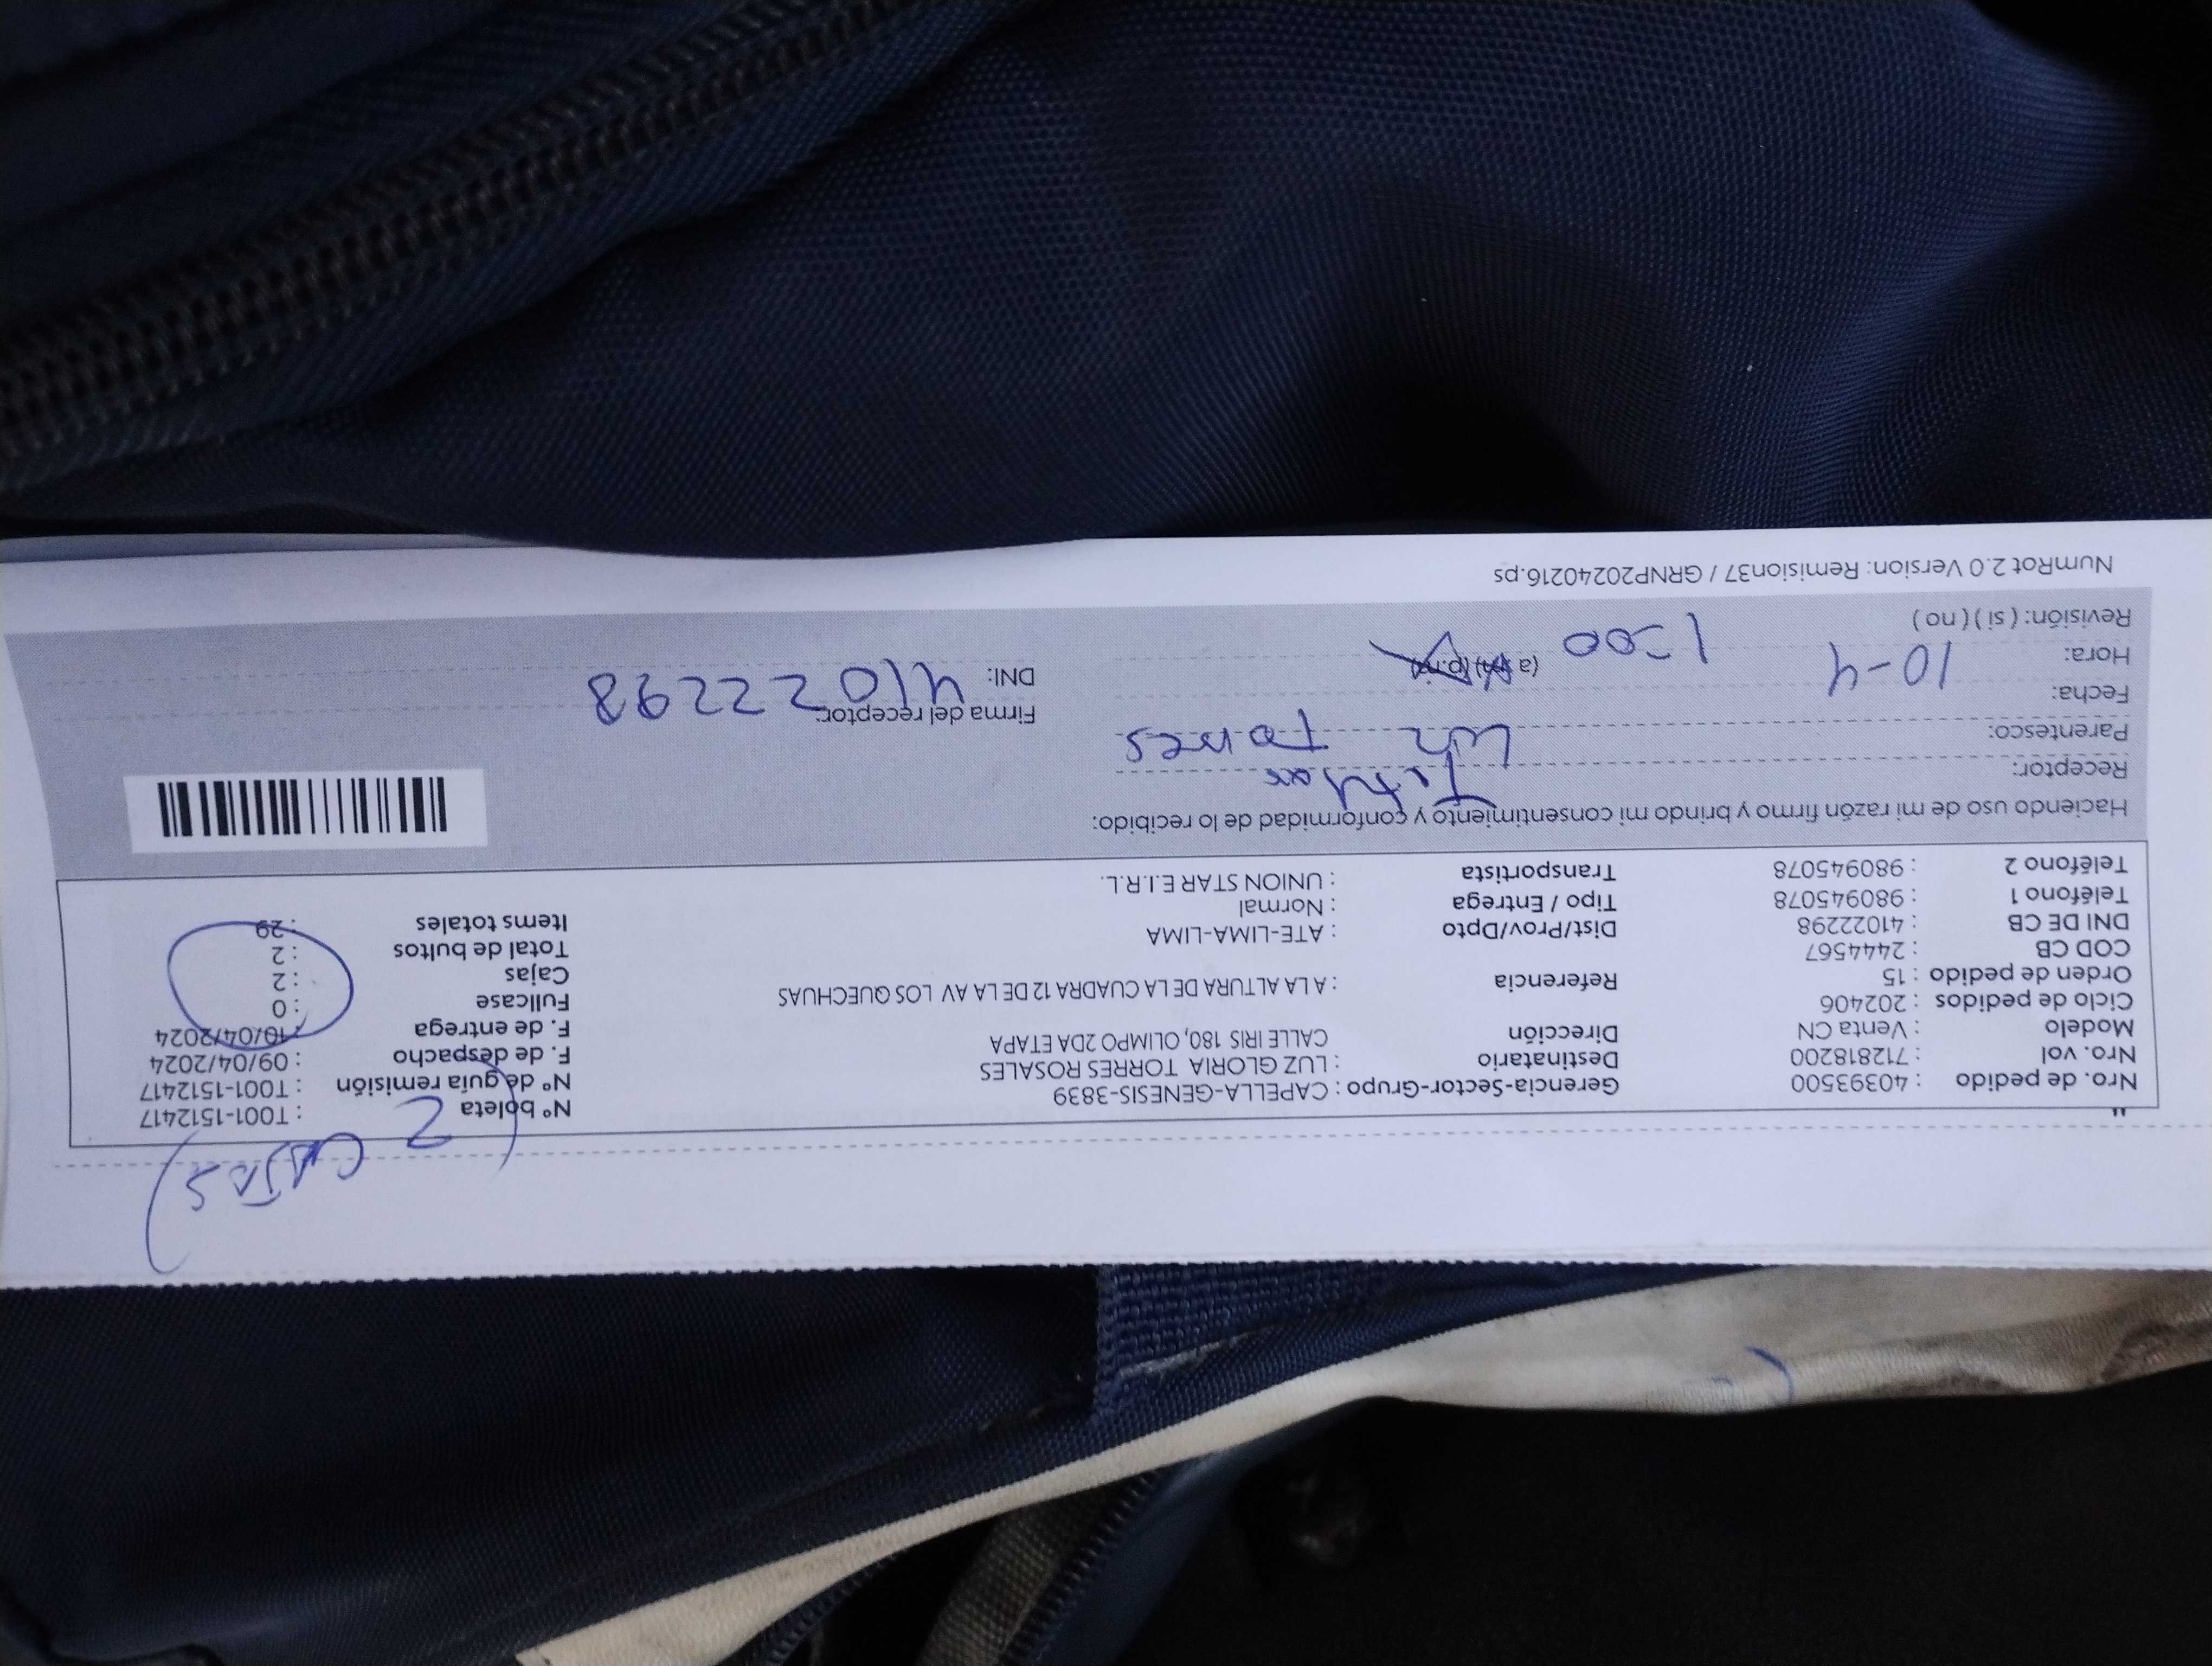 ( 2 CAJAS )
"
Nro. de pedido : 40393500 Gerencia-Sector-Grupo : CAPELLA-GENESIS-3839 N° boleta : T001-1512417
Nro. vol : 712818200 Destinatario : LUZ GLORIA TORRES ROSALES N° de guía remisión : T001-1512417
Modelo : Venta CN Dirección CALLE IRIS 180, OLIMPO 2DA ETAPA F. de despacho : 09/04/2024
Ciclo de pedidos : 202406 F. de entrega : 10/04/2024
Orden de pedido : 15 Referencia : A LA ALTURA DE LA CUADRA 12 DE LA AV LOS QUECHUAS Fullcase : 0
COD CB : 2444567 Cajas : 2
DNI DE CB : 41022298 Dist/Prov/Dpto : ATE-LIMA-LIMA Total de bultos : 2
Teléfono 1 : 980945078 Tipo / Entrega : Normal Items totales : 29
Teléfono 2 : 980945078 Transportista : UNION STAR E.I.R.L.
Haciendo uso de mi razón firmo y brindo mi consentimiento y conformidad de lo recibido:
Receptor: Titular
Parentesco: Luz Torres
Fecha: 10-4 Firma del receptor:
Hora: 1:00 (a.m) (p.m) DNI: 41022298
Revisión: ( si ) ( no )
NumRot 2.0 Version: Remision37 / GRNP20240216.ps